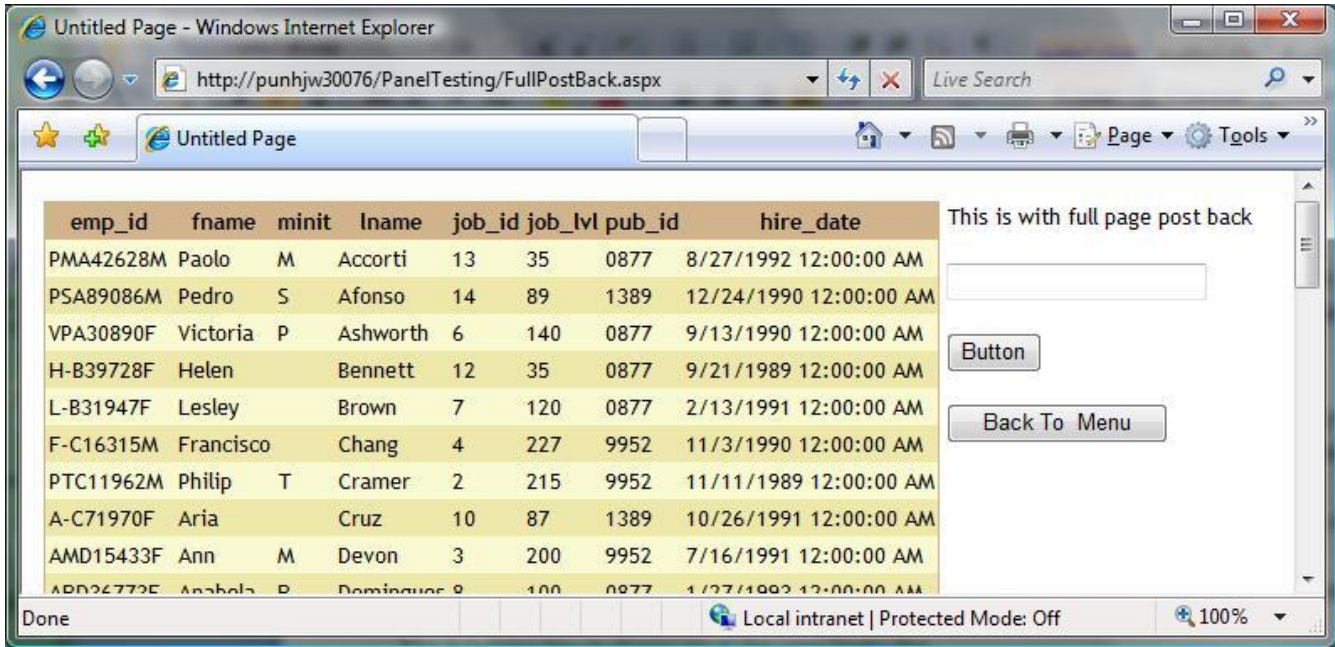 Untitled Page - Windows Internet Explorer
http://punhjw30076/PanelTesting/FullPostBack.aspx
Live Search
Untitled Page
Page
Tools
emp_id fname minit lname job_id job_lvl pub_id hire_date
PMA42628M Paolo M Accorti 13 35 0877 8/27/1992 12:00:00 AM
PSA89086M Pedro S Afonso 14 89 1389 12/24/1990 12:00:00 AM
VPA30890F Victoria P Ashworth 6 140 0877 9/13/1990 12:00:00 AM
H-B39728F Helen Bennett 12 35 0877 9/21/1989 12:00:00 AM
L-B31947F Lesley Brown 7 120 0877 2/13/1991 12:00:00 AM
F-C16315M Francisco Chang 4 227 9952 11/3/1990 12:00:00 AM
PTC11962M Philip T Cramer 2 215 9952 11/11/1989 12:00:00 AM
A-C71970F Aria Cruz 10 87 1389 10/26/1991 12:00:00 AM
AMD15433F Ann M Devon 3 200 9952 7/16/1991 12:00:00 AM
Anabela 8 100 0877 12:00:00 AM
This is with full page post back
Button
Back To Menu
Done
Local intranet | Protected Mode: Off
100%